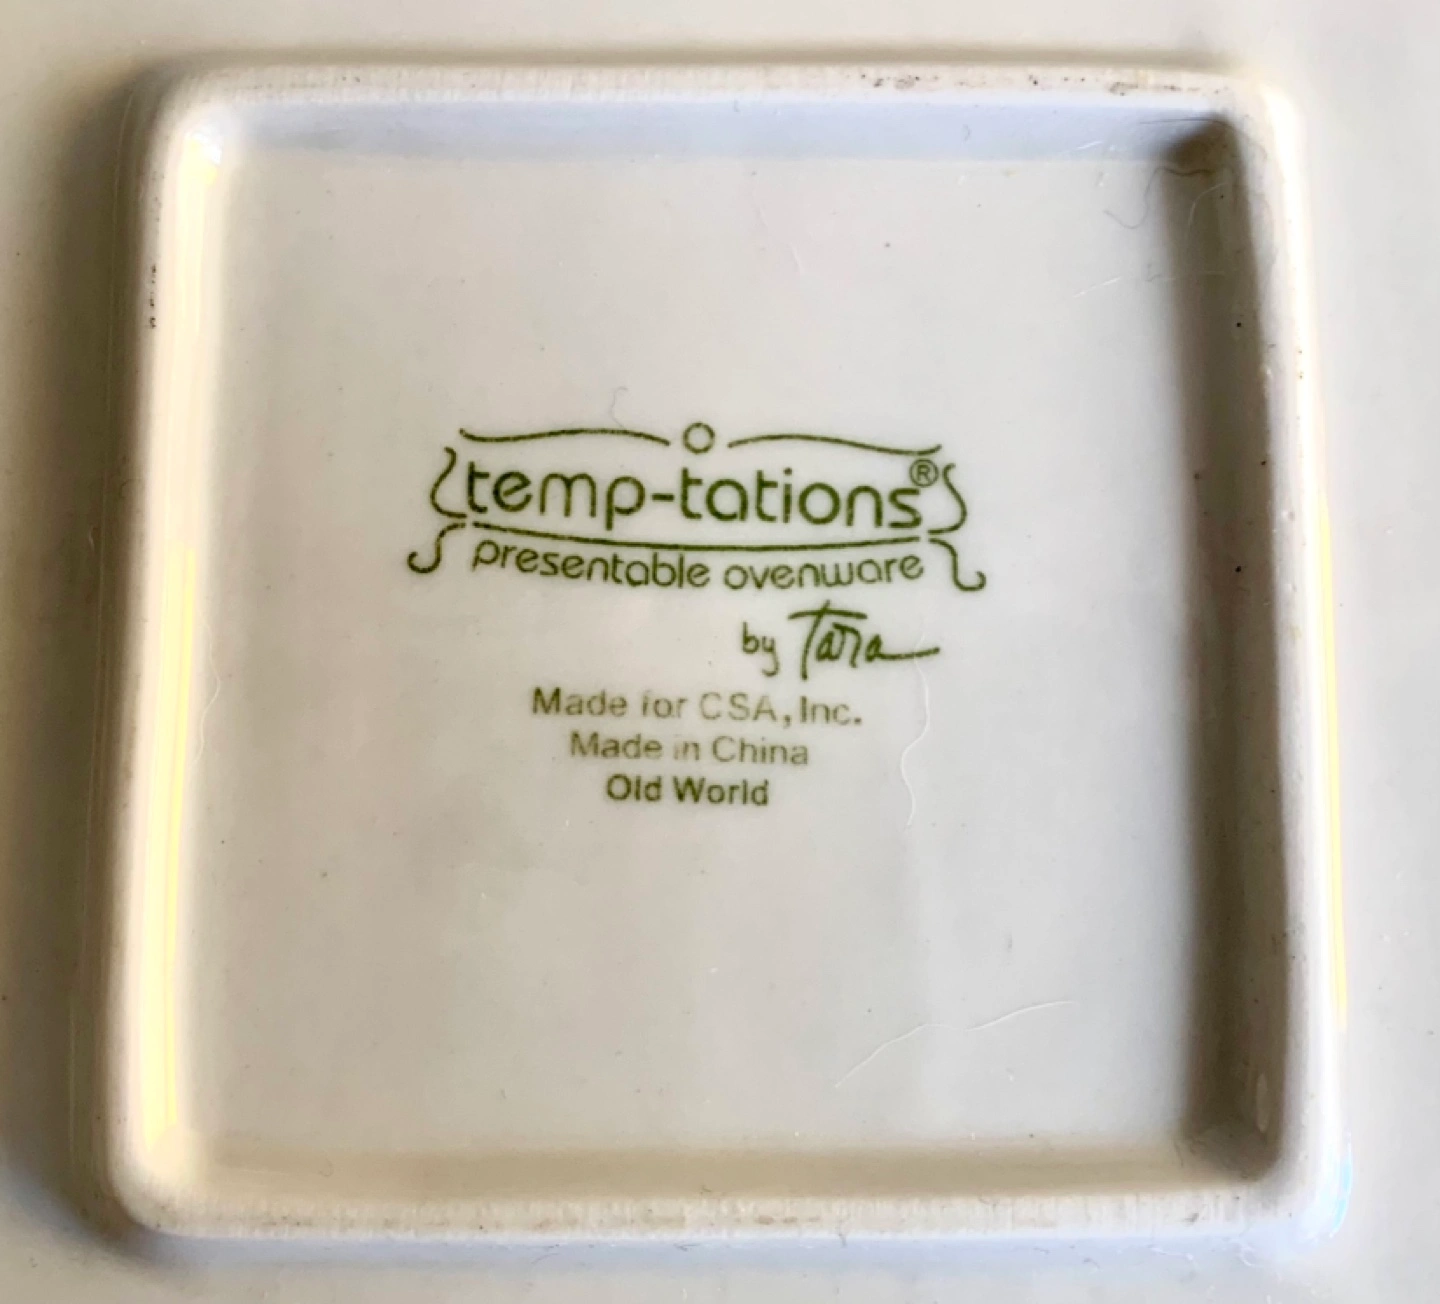 temp-tations®
presentable ovenware
by Tara
Made for CSA, Inc.
Made in China
Old World